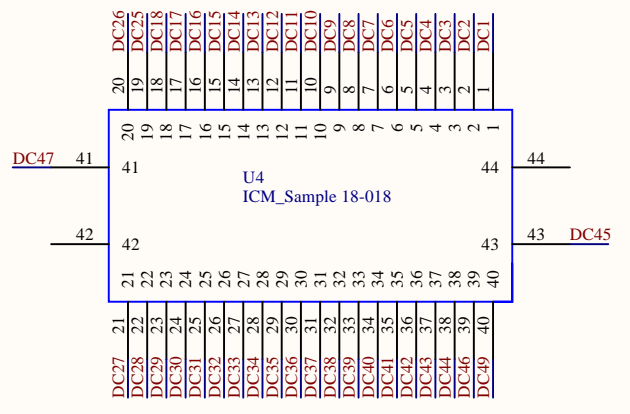 DC26 DC25 DC18 DC17 DC16 DC15 DC14 DC13 DC12 DC11 DC10 DC9 DC8 DC7 DC6 DC5 DC4 DC3 DC2 DC1
20 19 18 17 16 15 14 13 12 11 10 9 8 7 6 5 4 3 2 1
20 19 18 17 16 15 14 13 12 11 10 9 8 7 6 5 4 3 2 1
DC47 41 41 44 44
U4
ICM_Sample 18-018
42 42 43 43 DC45
21 22 23 24 25 26 27 28 29 30 31 32 33 34 35 36 37 38 39 40
21 22 23 24 25 26 27 28 29 30 31 32 33 34 35 36 37 38 39 40
DC27 DC28 DC29 DC30 DC31 DC32 DC33 DC34 DC35 DC36 DC37 DC38 DC39 DC40 DC41 DC42 DC43 DC44 DC46 DC49